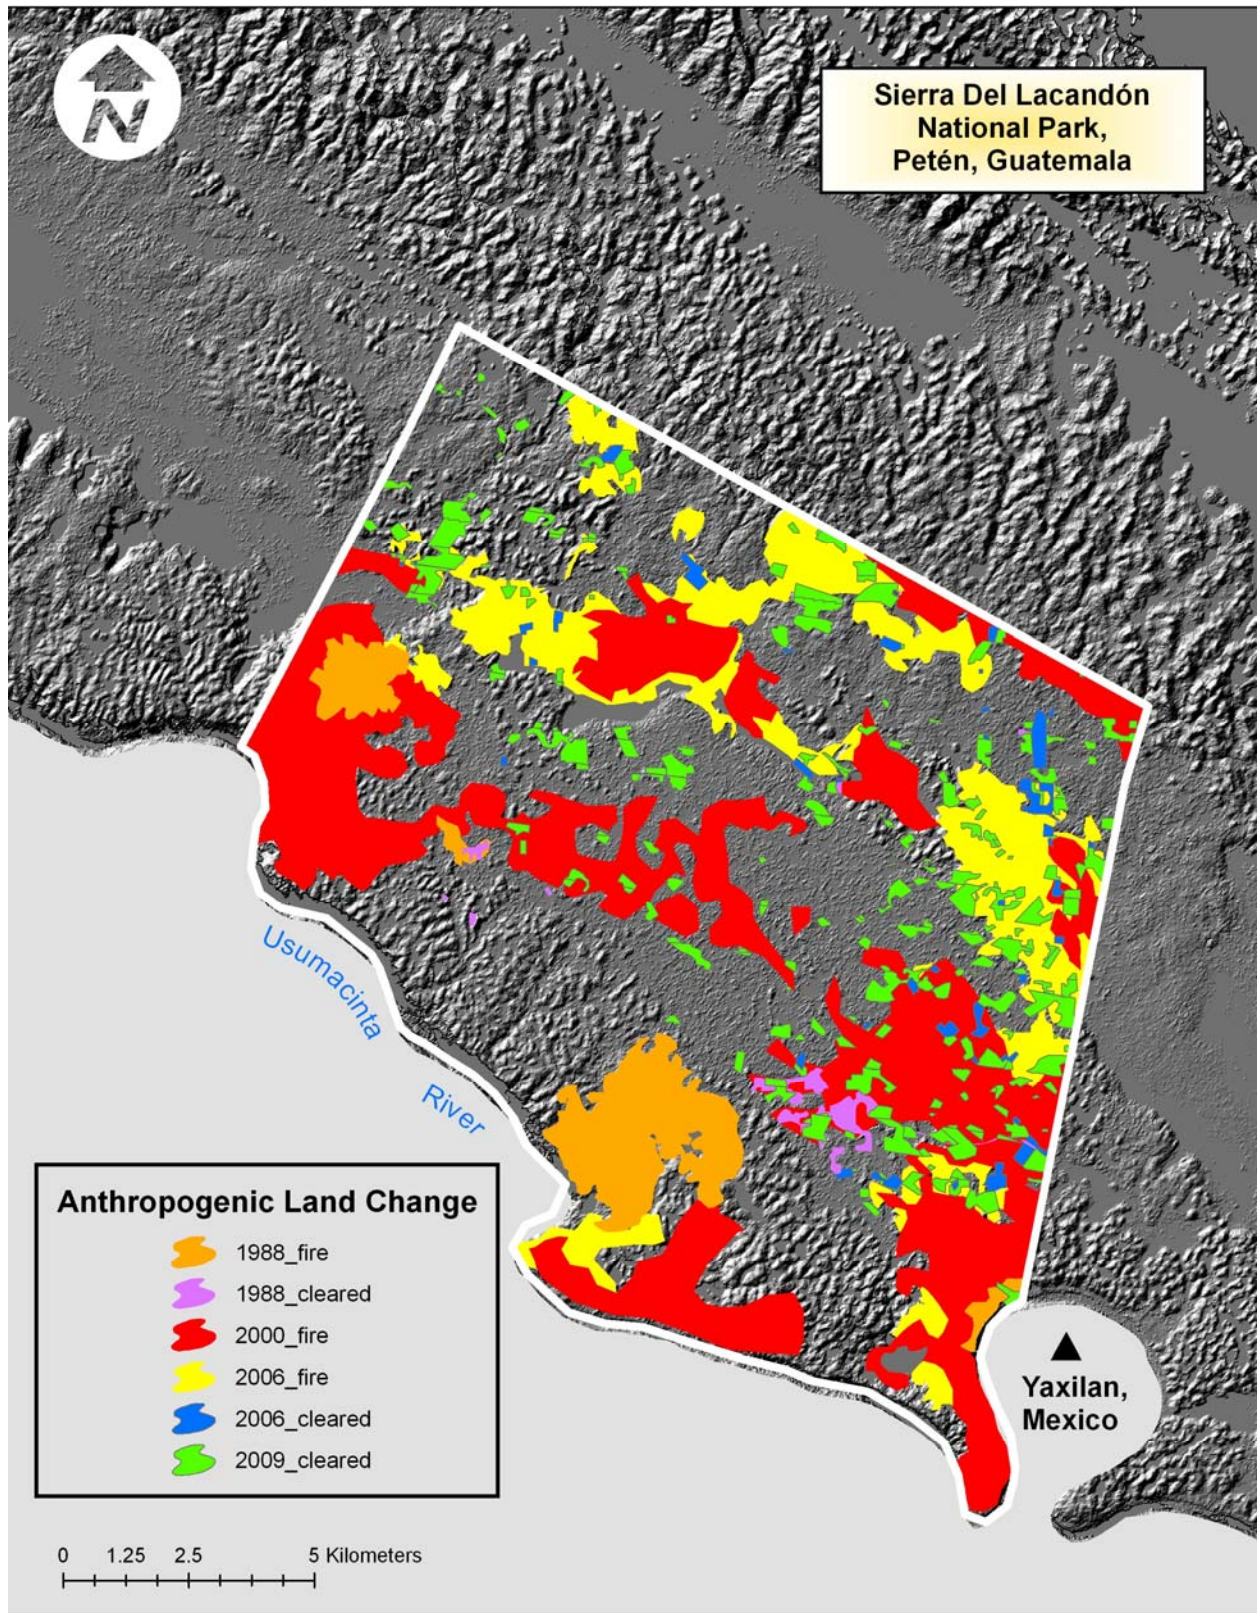 N
Sierra Del Lacandón
National Park,
Petén, Guatemala
Usumacinta
River
Anthropogenic Land Change
1988_fire
1988_cleared
2000_fire
2006_fire
2006_cleared
2009_cleared
Yaxilan,
Mexico
0 1.25 2.5 5 Kilometers